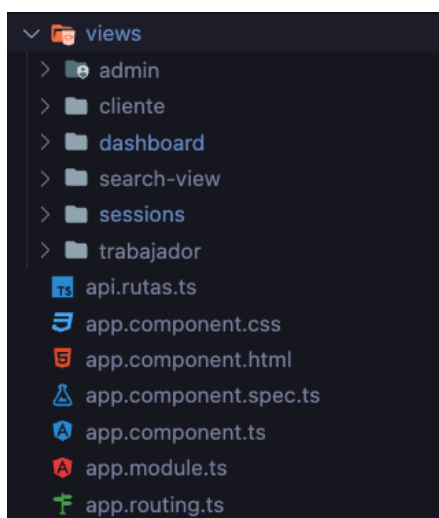 views
admin
cliente
dashboard
search-view
sessions
trabajador
TS api.rutas.ts
app.component.css
app.component.html
app.component.spec.ts
app.component.ts
app.module.ts
app.routing.ts